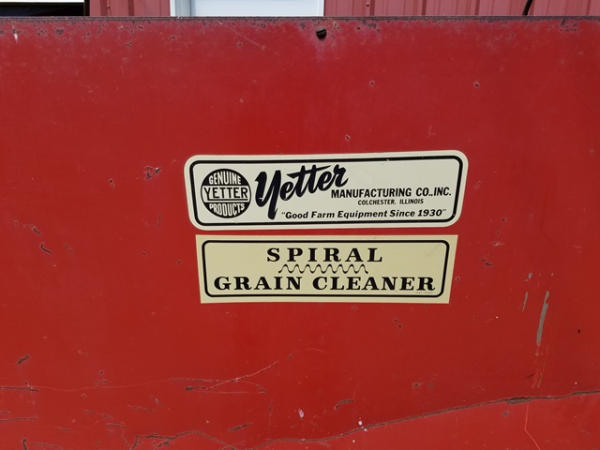 GENUINE
YETTER
PRODUCTS
Yetter
MANUFACTURING CO., INC.
COLCHESTER, ILLINOIS
"Good Farm Equipment Since 1930"
SPIRAL
GRAIN CLEANER